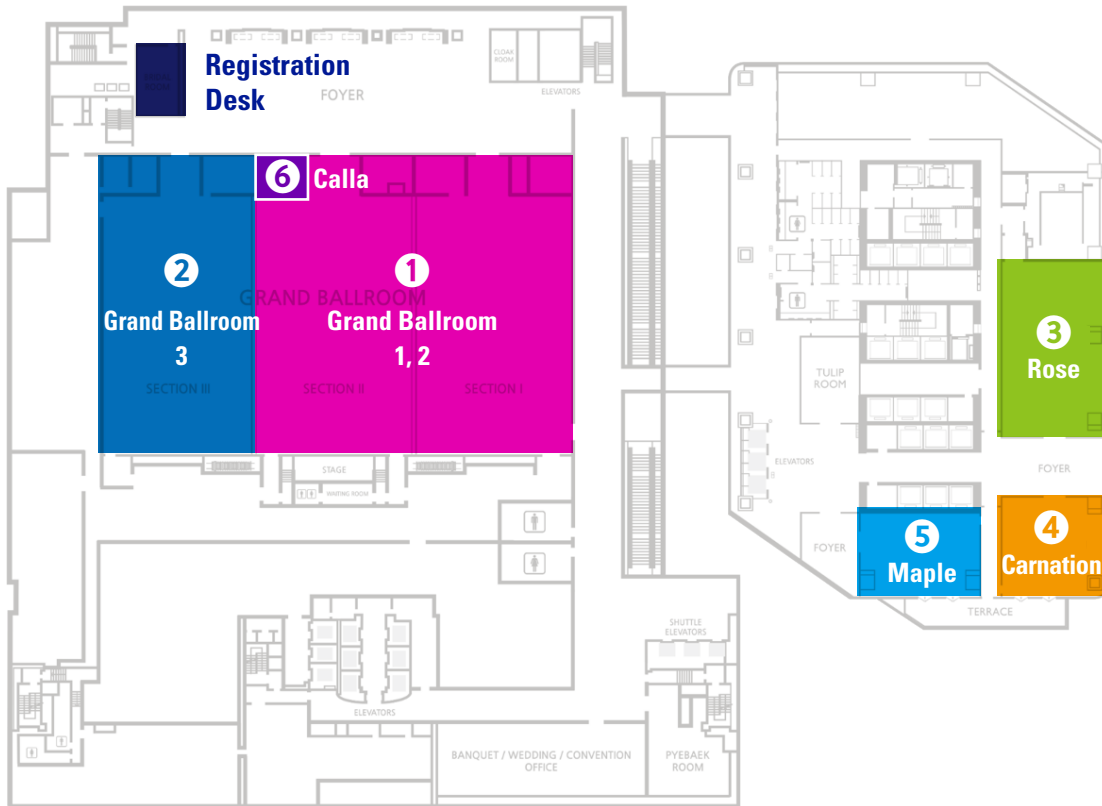 Registration
Desk
FOYER
CLOAK
ROOM
ELEVATORS
6 Calla
2
1
GRAND BALLROOM
Grand Ballroom
3
Grand Ballroom
1, 2
SECTION III
SECTION II
SECTION I
STAGE
WAITING ROOM
3
Rose
TULIP
ROOM
ELEVATORS
FOYER
FOYER
5
Maple
4
Carnation
TERRACE
SHUTTLE
ELEVATORS
ELEVATORS
BANQUET / WEDDING / CONVENTION
OFFICE
PYEBAEK
ROOM